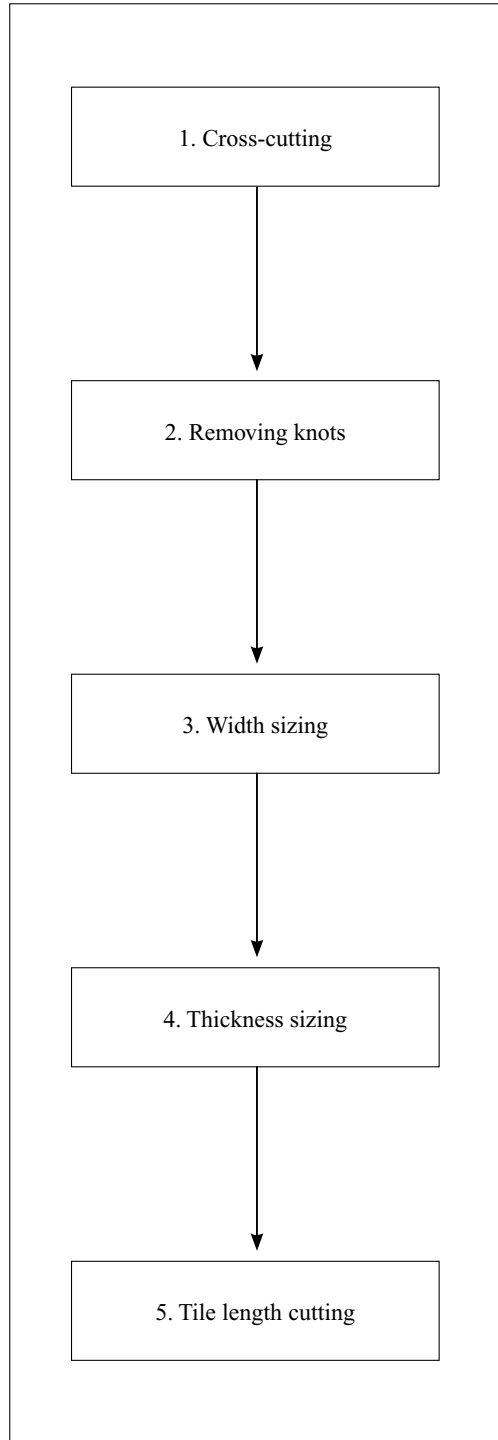 1. Cross-cutting
2. Removing knots
3. Width sizing
4. Thickness sizing
5. Tile length cutting